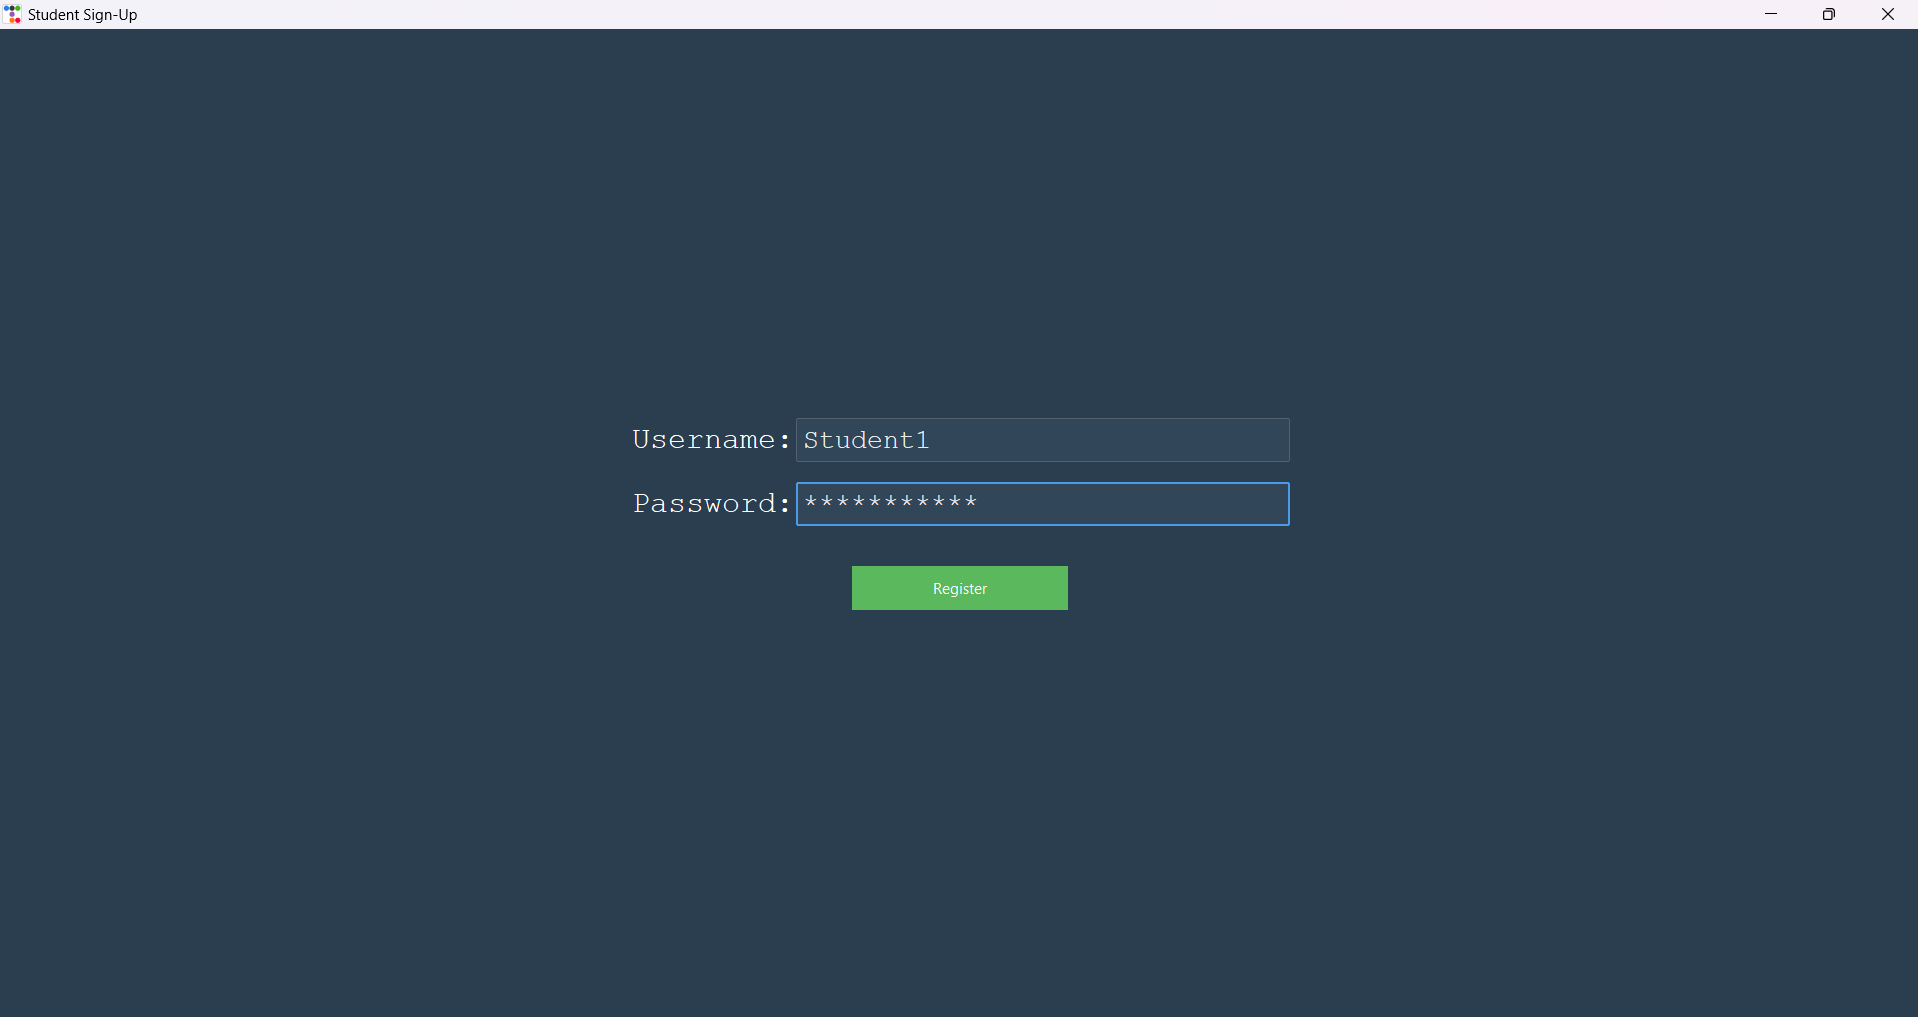 Student Sign-Up
Username: Student1
Password: ***********
Register